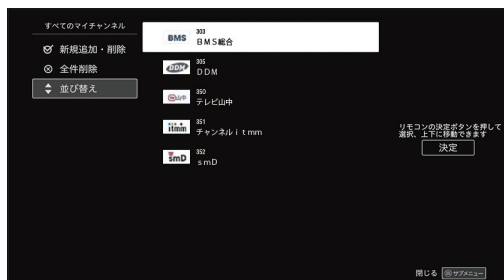 すべてのマイチャンネル
新規追加・削除
全件削除
並び替え
BMS
303
BMS総合
DDM
305
DDM
山中
350
テレビ山中
itmm
351
チャンネルitmm
smD
352
smD
リモコンの決定ボタンを押して
選択、上下に移動できます
決定
閉じる サブメニュー